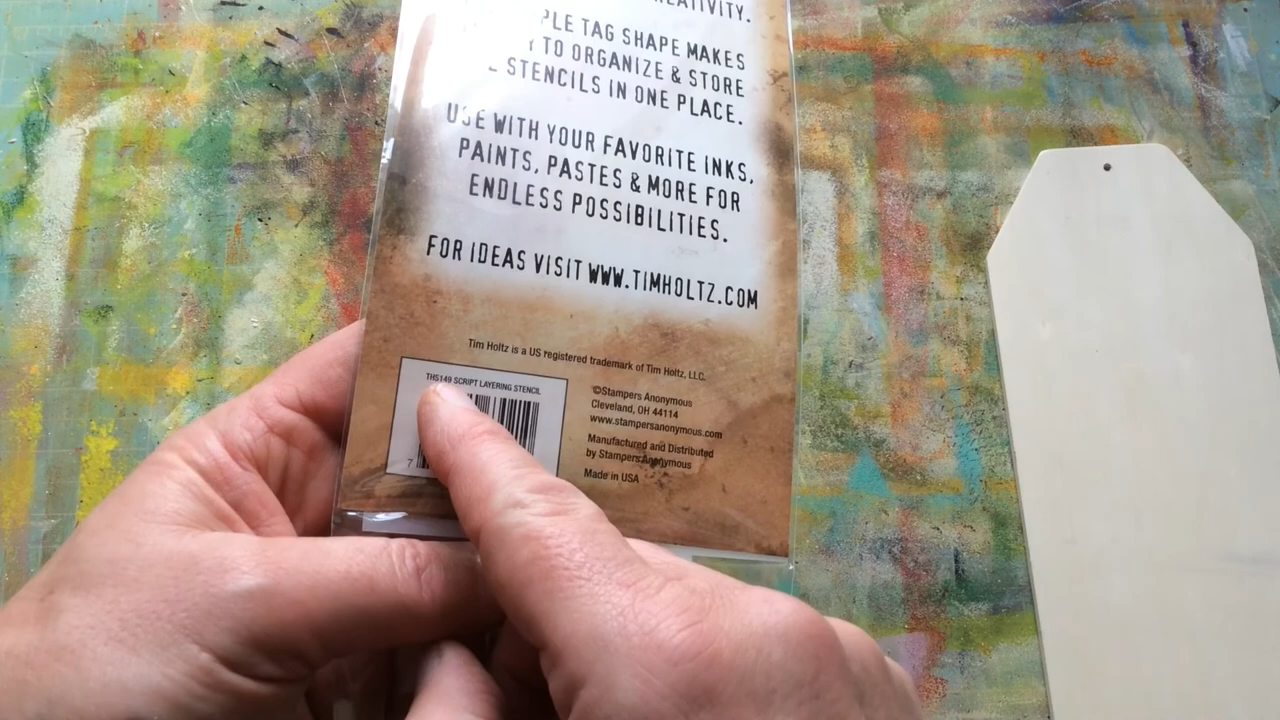 TAG SHAPE MAKES
TO ORGANIZE & STORE
STENCILS IN ONE PLACE.
USE WITH YOUR FAVORITE INKS,
PAINTS, PASTES & MORE FOR
ENDLESS POSSIBILITIES.
FOR IDEAS VISIT WWW.TIMHOLTZ.COM
Tim Holtz is a US registered trademark of Tim Holtz, LLC.
THS149 SCRIPT LAYERING STENCIL
7
©Stampers Anonymous
Cleveland, OH 44114
www.stampersanonymous.com
Manufactured and Distributed
by Stampers Anonymous
Made in USA